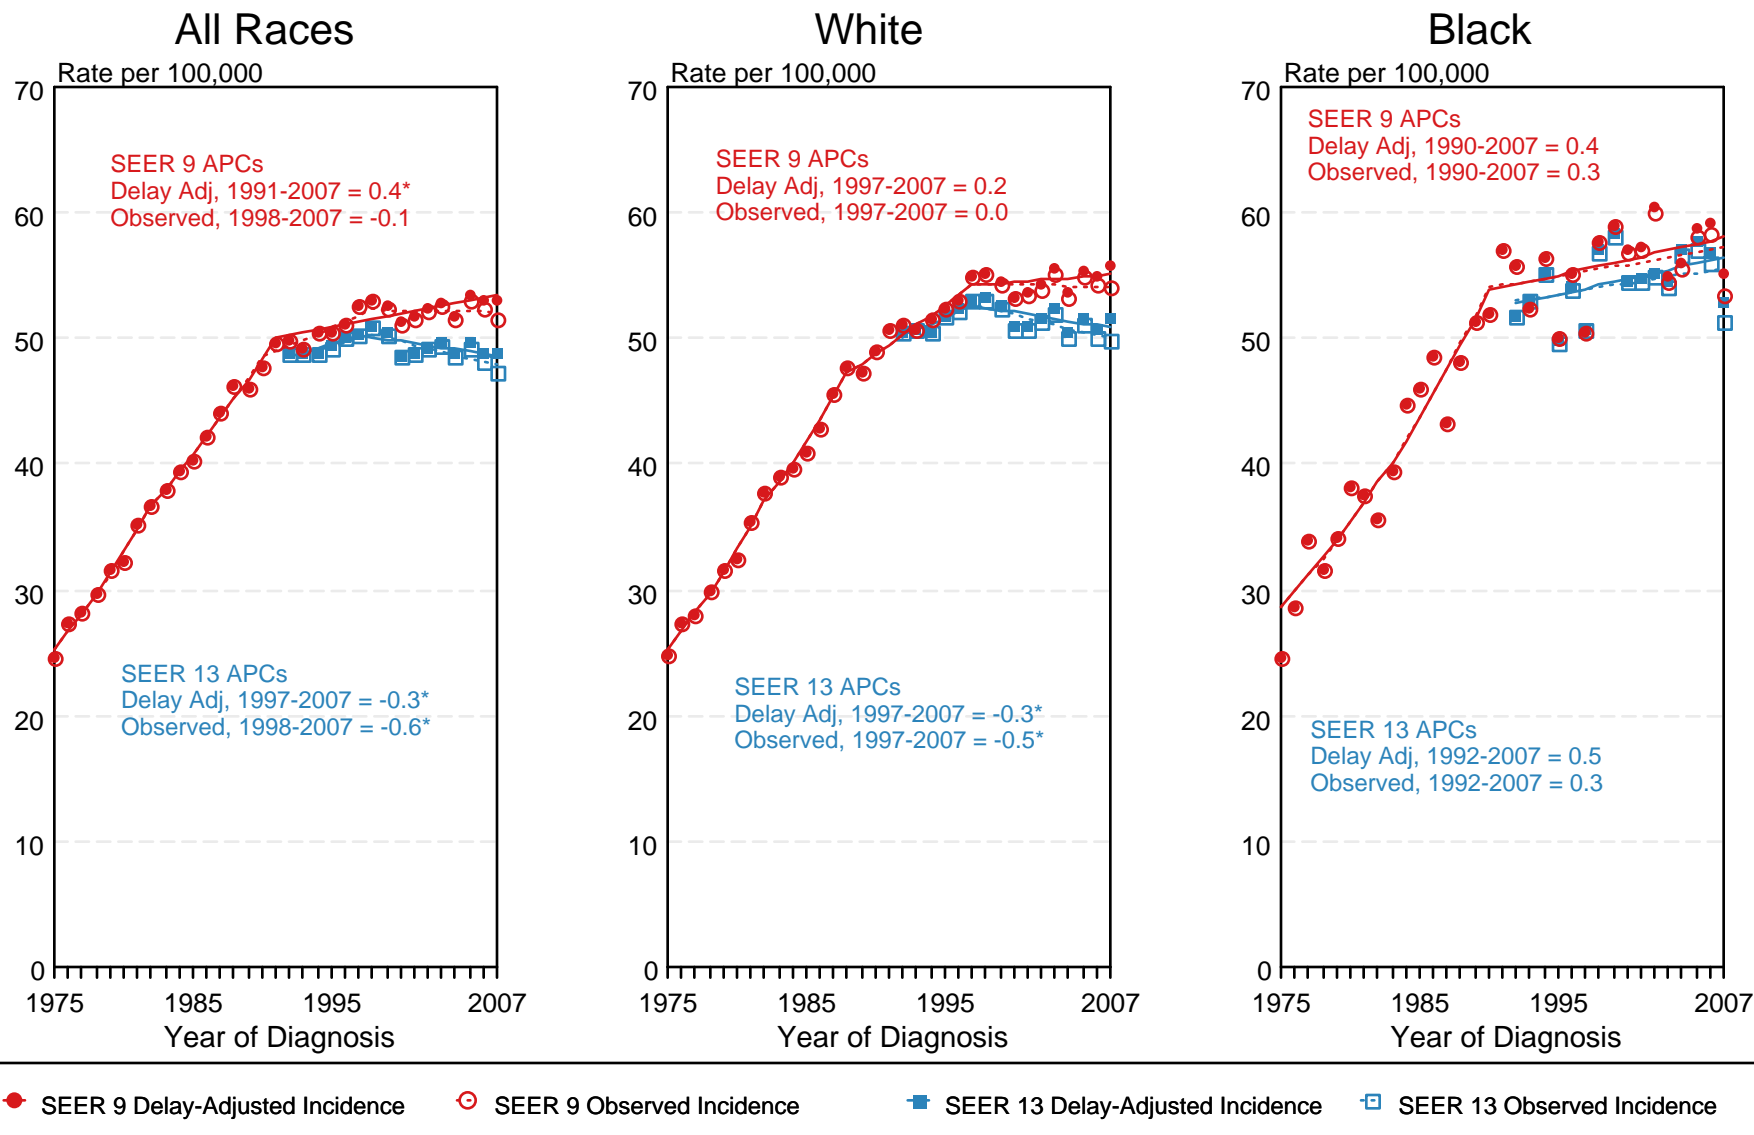 All Races
Rate per 100,000
70
60
50
40
30
20
10
0
SEER 9 APCs
Delay Adj, 1991-2007 = 0.4*
Observed, 1998-2007 = -0.1
SEER 13 APCs
Delay Adj, 1997-2007 = -0.3*
Observed, 1998-2007 = -0.6*
1975 1985 1995 2007
Year of Diagnosis
White
Rate per 100,000
70
60
50
40
30
20
10
0
SEER 9 APCs
Delay Adj, 1997-2007 = 0.2
Observed, 1997-2007 = 0.0
SEER 13 APCs
Delay Adj, 1997-2007 = -0.3*
Observed, 1997-2007 = -0.5*
1975 1985 1995 2007
Year of Diagnosis
Black
Rate per 100,000
70
60
50
40
30
20
10
0
SEER 9 APCs
Delay Adj, 1990-2007 = 0.4
Observed, 1990-2007 = 0.3
SEER 13 APCs
Delay Adj, 1992-2007 = 0.5
Observed, 1992-2007 = 0.3
1975 1985 1995 2007
Year of Diagnosis
SEER 9 Delay-Adjusted Incidence SEER 9 Observed Incidence SEER 13 Delay-Adjusted Incidence SEER 13 Observed Incidence